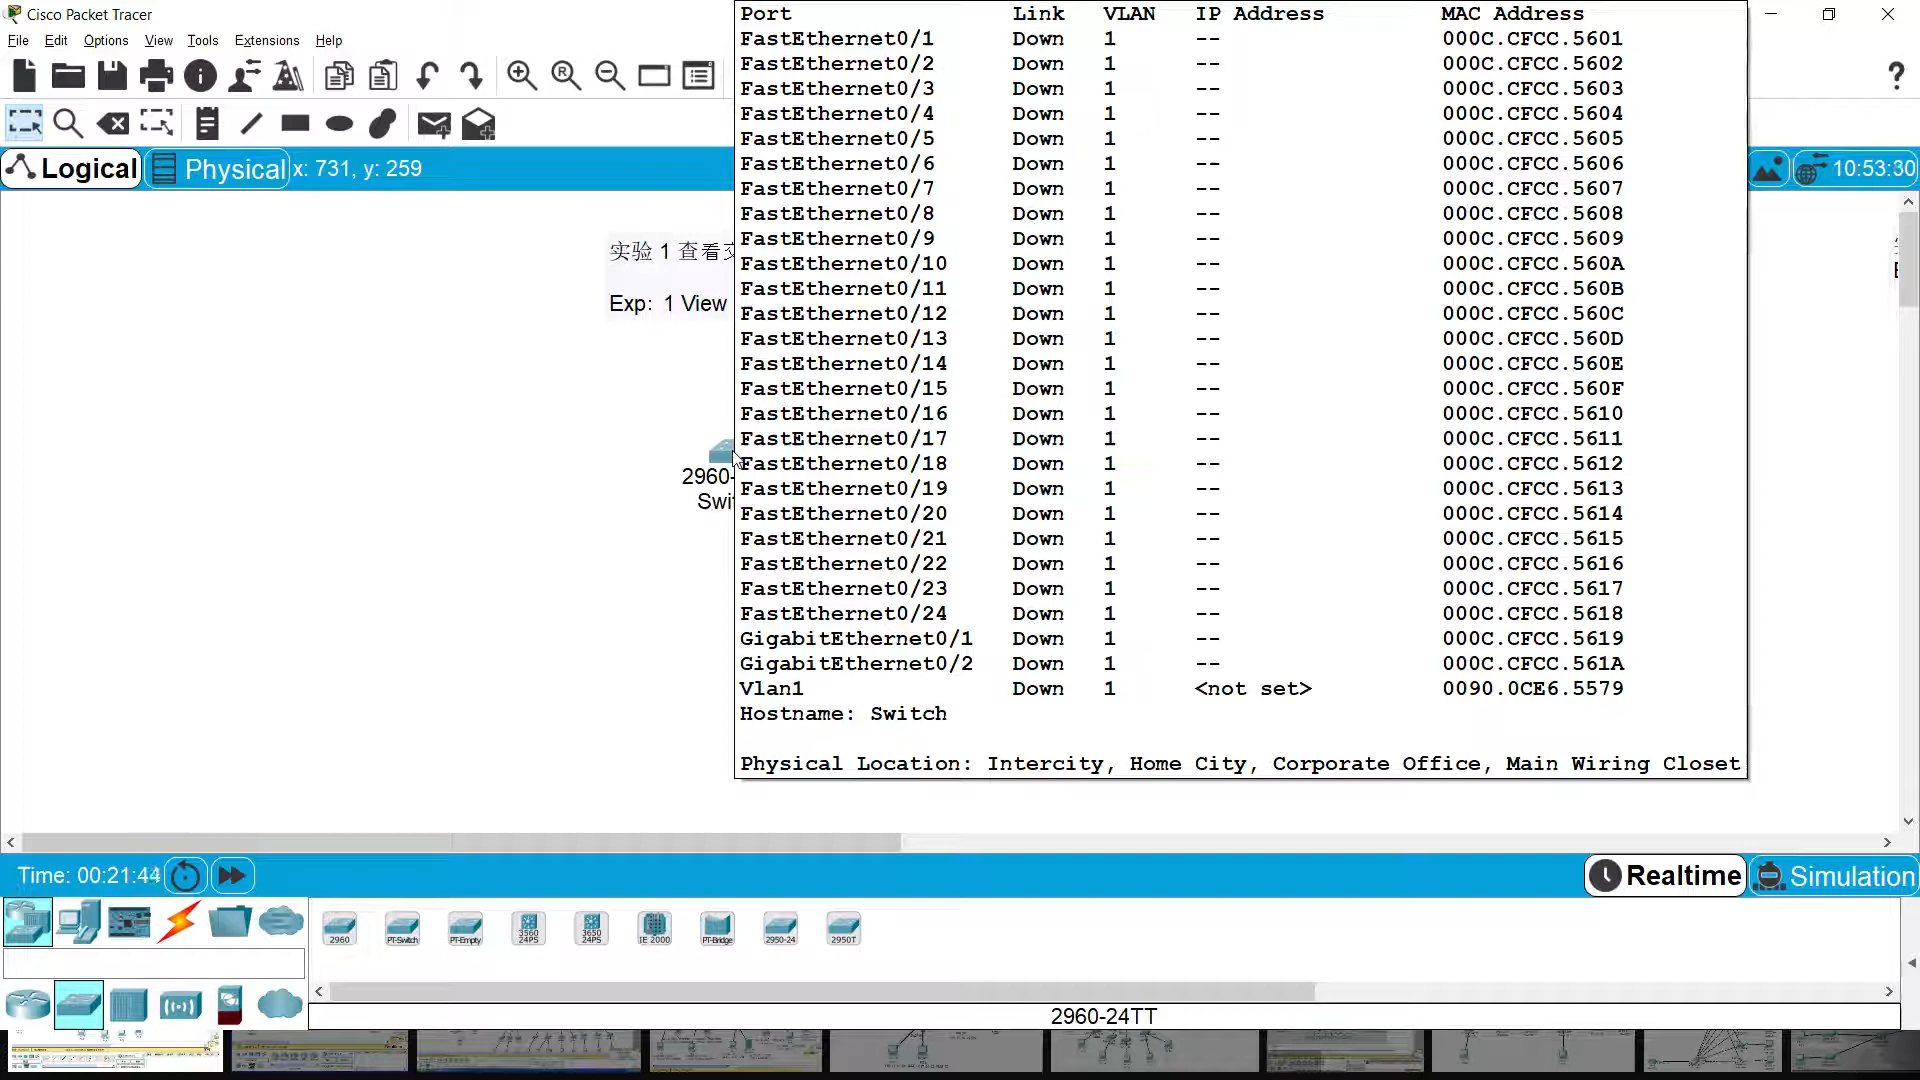 Cisco Packet Tracer
File Edit Options View Tools Extensions Help
Logical Physical x: 731, y: 259 10:53:30
实验 1 查看
Exp: 1 View
2960-
Swi
Port Link VLAN IP Address MAC Address
FastEthernet0/1 Down 1 -- 000C.CFCC.5601
FastEthernet0/2 Down 1 -- 000C.CFCC.5602
FastEthernet0/3 Down 1 -- 000C.CFCC.5603
FastEthernet0/4 Down 1 -- 000C.CFCC.5604
FastEthernet0/5 Down 1 -- 000C.CFCC.5605
FastEthernet0/6 Down 1 -- 000C.CFCC.5606
FastEthernet0/7 Down 1 -- 000C.CFCC.5607
FastEthernet0/8 Down 1 -- 000C.CFCC.5608
FastEthernet0/9 Down 1 -- 000C.CFCC.5609
FastEthernet0/10 Down 1 -- 000C.CFCC.560A
FastEthernet0/11 Down 1 -- 000C.CFCC.560B
FastEthernet0/12 Down 1 -- 000C.CFCC.560C
FastEthernet0/13 Down 1 -- 000C.CFCC.560D
FastEthernet0/14 Down 1 -- 000C.CFCC.560E
FastEthernet0/15 Down 1 -- 000C.CFCC.560F
FastEthernet0/16 Down 1 -- 000C.CFCC.5610
FastEthernet0/17 Down 1 -- 000C.CFCC.5611
FastEthernet0/18 Down 1 -- 000C.CFCC.5612
FastEthernet0/19 Down 1 -- 000C.CFCC.5613
FastEthernet0/20 Down 1 -- 000C.CFCC.5614
FastEthernet0/21 Down 1 -- 000C.CFCC.5615
FastEthernet0/22 Down 1 -- 000C.CFCC.5616
FastEthernet0/23 Down 1 -- 000C.CFCC.5617
FastEthernet0/24 Down 1 -- 000C.CFCC.5618
GigabitEthernet0/1 Down 1 -- 000C.CFCC.5619
GigabitEthernet0/2 Down 1 -- 000C.CFCC.561A
Vlan1 Down 1 <not set> 0090.0CE6.5579
Hostname: Switch
Physical Location: Intercity, Home City, Corporate Office, Main Wiring Closet
Time: 00:21:44 Realtime Simulation
2960 PT-Switch PT-Empty 3560 24PS 3650 24PS IE 2000 PT-Bridge 2950-24 2950T
2960-24TT